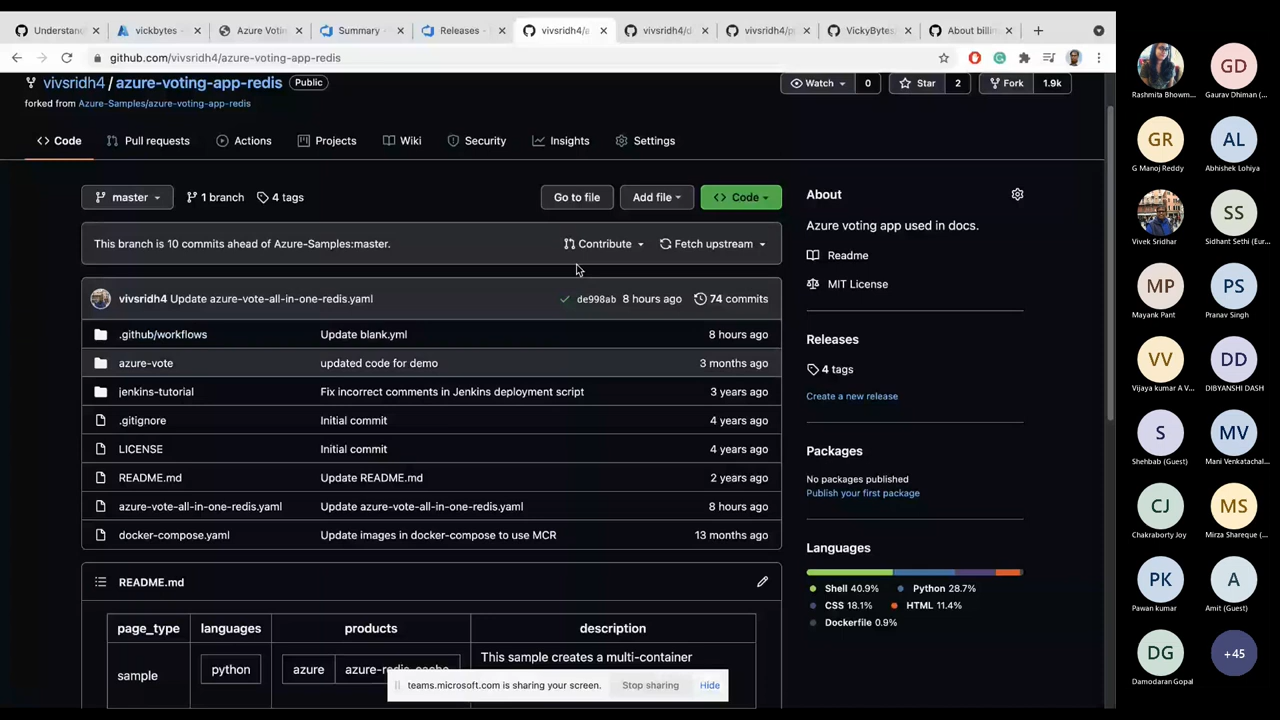 Understan
vickbytes
Azure Voti
Summary
Releases -
vivsridh4/a
vivsridh4/d
vivsridh4/p
VickyBytes
About billi
github.com/vivsridh4/azure-voting-app-redis
vivsridh4 / azure-voting-app-redis Public
Watch 0
Star 2
Fork 1.9k
forked from Azure-Samples/azure-voting-app-redis
<> Code
Pull requests
Actions
Projects
Wiki
Security
Insights
Settings
master
1 branch
4 tags
Go to file
Add file
<> Code
This branch is 10 commits ahead of Azure-Samples:master.
Contribute
Fetch upstream
vivsridh4 Update azure-vote-all-in-one-redis.yaml de998ab 8 hours ago 74 commits
.github/workflows Update blank.yml 8 hours ago
azure-vote updated code for demo 3 months ago
jenkins-tutorial Fix incorrect comments in Jenkins deployment script 3 years ago
.gitignore Initial commit 4 years ago
LICENSE Initial commit 4 years ago
README.md Update README.md 2 years ago
azure-vote-all-in-one-redis.yaml Update azure-vote-all-in-one-redis.yaml 8 hours ago
docker-compose.yaml Update images in docker-compose to use MCR 13 months ago
README.md
page_type languages products description
sample python azure azure-redis-cache This sample creates a multi-container
teams.microsoft.com is sharing your screen. Stop sharing Hide
About
Azure voting app used in docs.
Readme
MIT License
Releases
4 tags
Create a new release
Packages
No packages published
Publish your first package
Languages
Shell 40.9% Python 28.7%
CSS 18.1% HTML 11.4%
Dockerfile 0.9%
GD
Rashmita Bhowm... Gaurav Dhiman (...
GR AL
G Manoj Reddy Abhishek Lohiya
SS
Vivek Sridhar Sidhant Sethi (Eur...
MP PS
Mayank Pant Pranav Singh
VV DD
Vijaya kumar A V... DIBYANSHI DASH
S MV
Shehbab (Guest) Mani Venkatachal...
CJ MS
Chakraborty Joy Mirza Shareque (...
PK A
Pawan kumar Amit (Guest)
DG +45
Damodaran Gopal